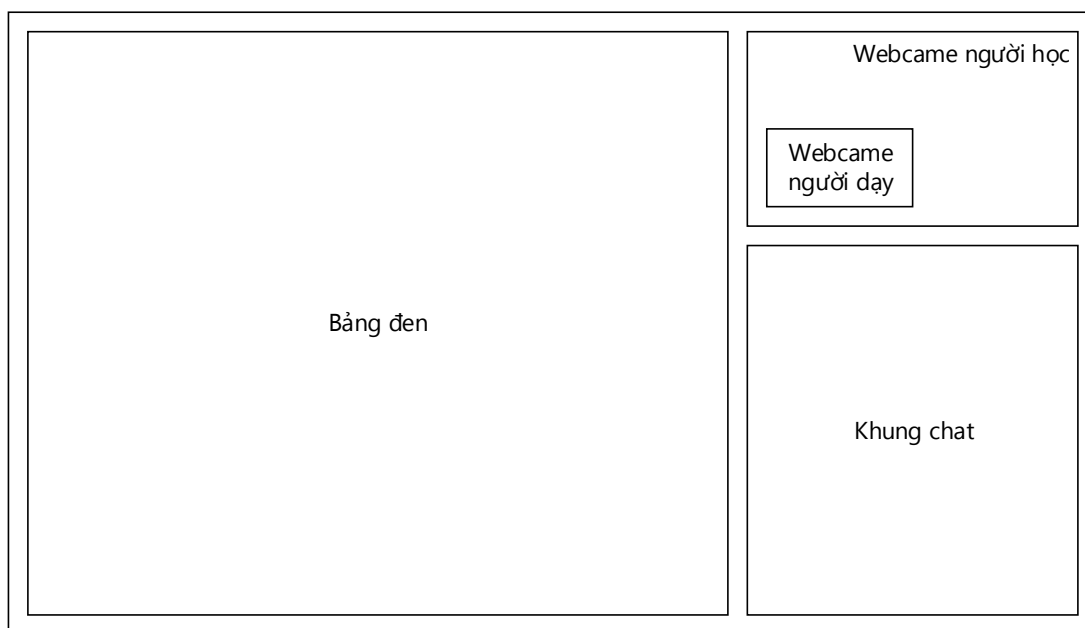 Webcame người học
Webcame
người dạy
Bảng đen
Khung chat